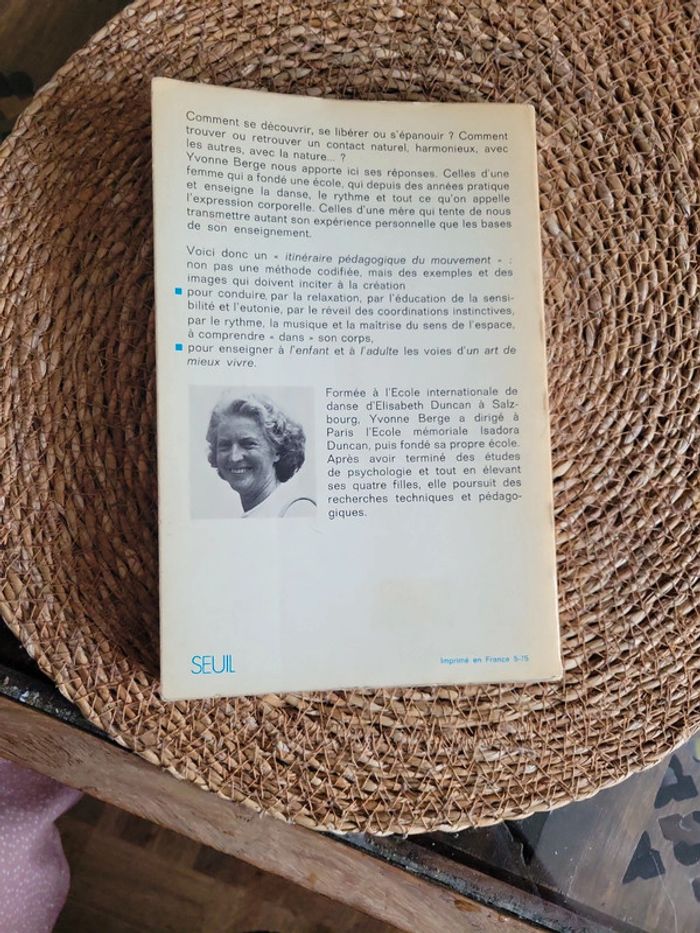 Comment se découvrir, se libérer ou s'épanouir ? Comment
trouver ou retrouver un contact naturel, harmonieux, avec
les autres, avec la nature... ?
Yvonne Berge nous apporte ici ses réponses. Celles d'une
femme qui a fondé une école, qui depuis des années pratique
et enseigne la danse, le rythme et tout ce qu'on appelle
l'expression corporelle. Celles d'une mère qui tente de nous
transmettre autant son expérience personnelle que les bases
de son enseignement.
Voici donc un « itinéraire pédagogique du mouvement » :
non pas une méthode codifiée, mais des exemples et des
images qui doivent inciter à la création
■ pour conduire, par la relaxation, par l'éducation de la sensi-
bilité et l'eutonie, par le réveil des coordinations instinctives,
par le rythme, la musique et la maîtrise du sens de l'espace,
à comprendre « dans » son corps,
■ pour enseigner à l'enfant et à l'adulte les voies d'un art de
mieux vivre.
Formée à l'Ecole internationale de
danse d'Elisabeth Duncan à Salz-
bourg, Yvonne Berge a dirigé à
Paris l'Ecole mémoriale Isadora
Duncan, puis fondé sa propre école.
Après avoir terminé des études
de psychologie et tout en élevant
ses quatre filles, elle poursuit des
recherches techniques et pédago-
giques.
SEUIL
Imprimé en France 5-75